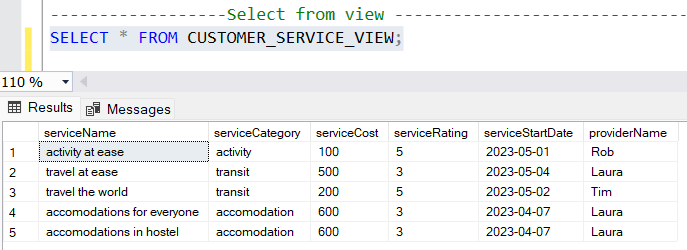 -------------------Select from view------------------------------
SELECT * FROM CUSTOMER_SERVICE_VIEW;
110 %
Results Messages
serviceName serviceCategory serviceCost serviceRating serviceStartDate providerName
1 activity at ease activity 100 5 2023-05-01 Rob
2 travel at ease transit 500 3 2023-05-04 Laura
3 travel the world transit 200 5 2023-05-02 Tim
4 accomodations for everyone accomodation 600 3 2023-04-07 Laura
5 accomodations in hostel accomodation 600 3 2023-04-07 Laura